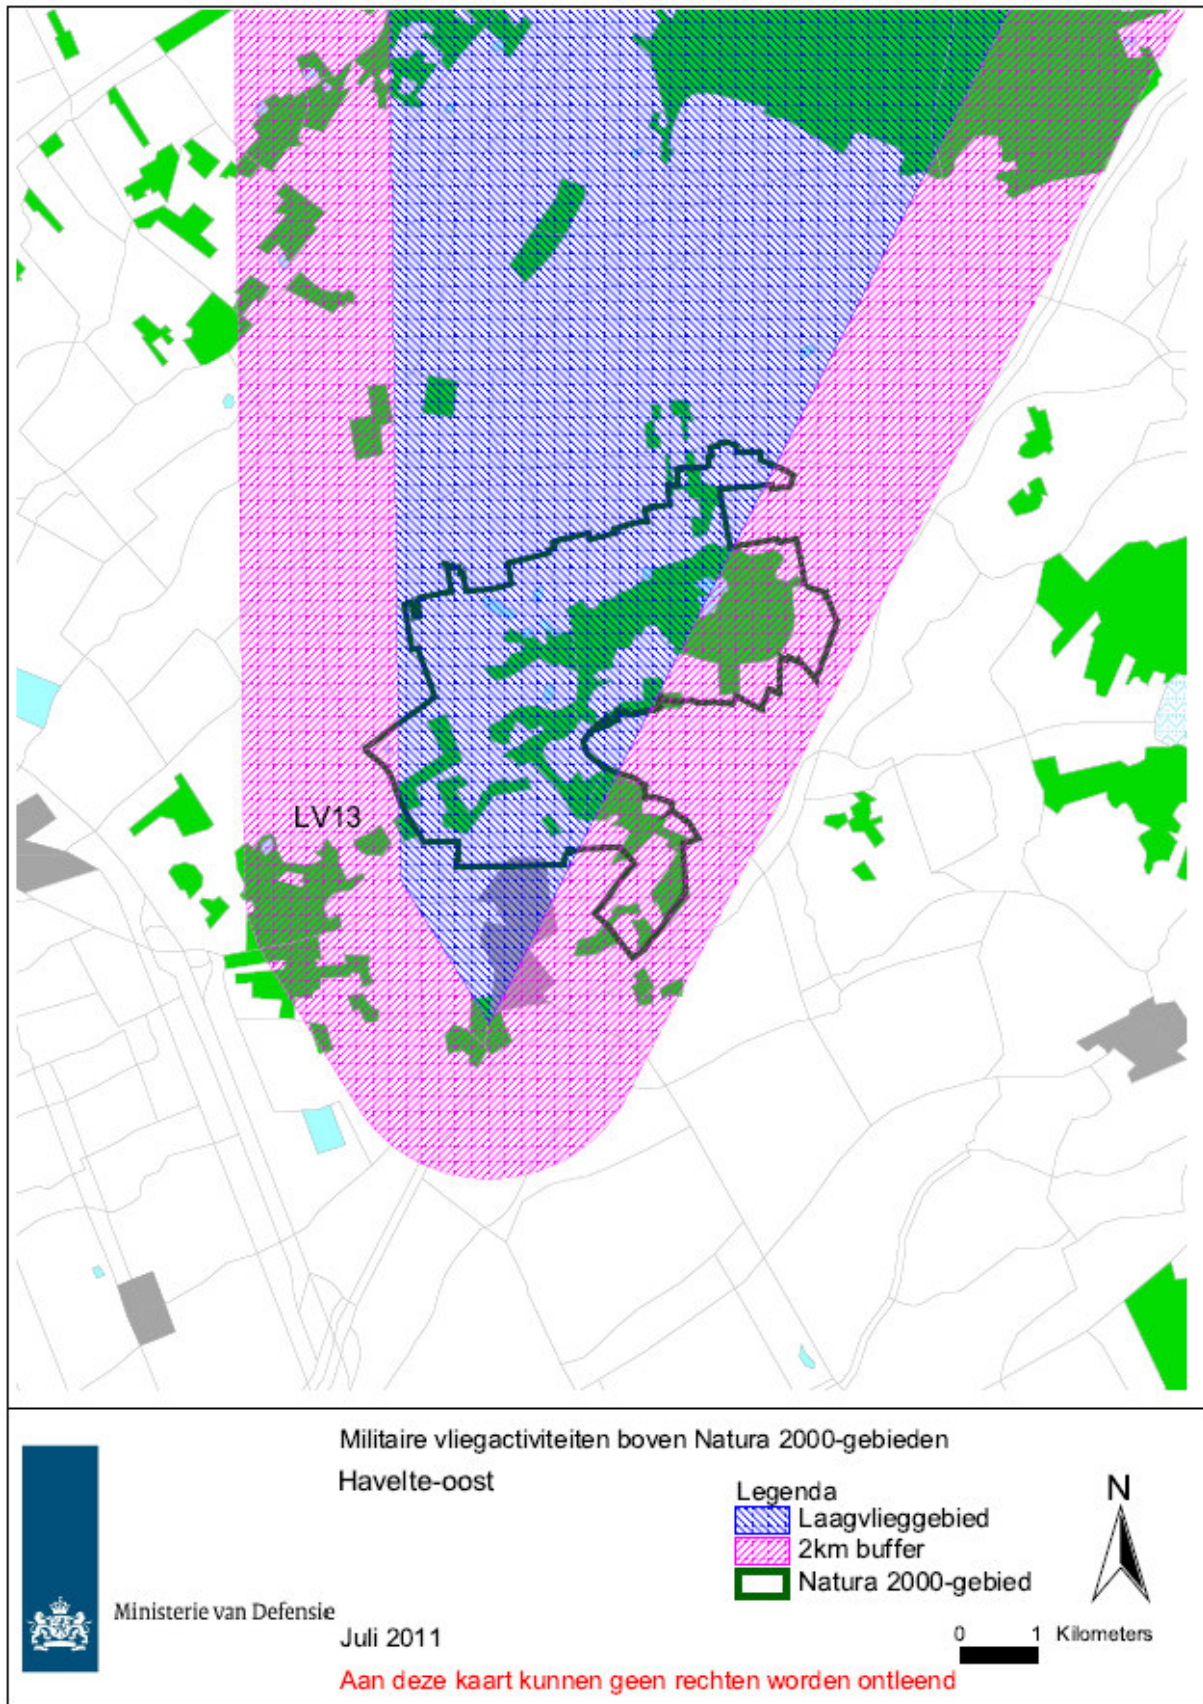 LV13
Militaire vliegactiviteiten boven Natura 2000-gebieden
Havelte-oost
Legenda
Laagvlieggebied
2km buffer
Natura 2000-gebied
N
Ministerie van Defensie
Juli 2011
0 1 Kilometers
Aan deze kaart kunnen geen rechten worden ontleend